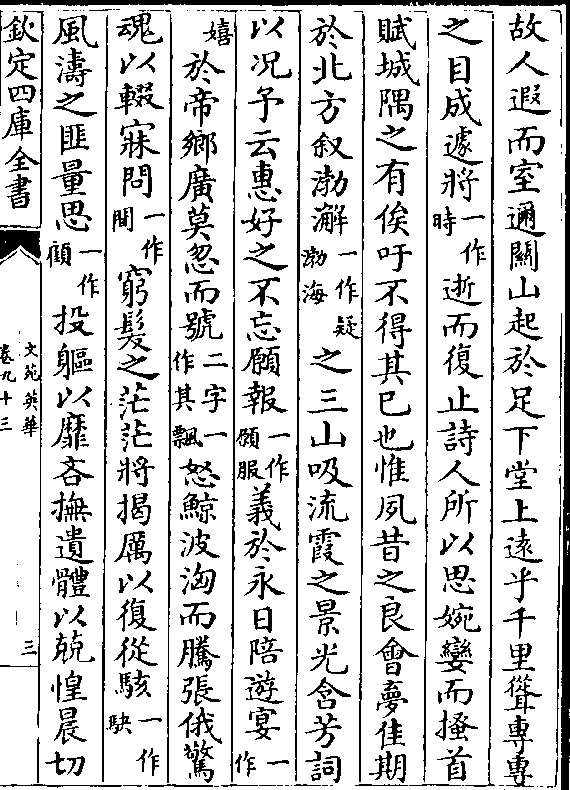 故人遐而室邇關山起於足下堂上遠乎千里聳專專
之目成遽將一作時逝而復止詩人所以思婉孌而搔首
賦城隅之有俟吁不得其已也惟夙昔之良會夢佳期
於北方叙渤澥一作疑渤海之三山吸流霞之景光含芳詞
以况予云惠好之不忘願報一作願服義於永日陪遊宴一作
嬉於帝鄉廣莫忽而號二字一作其飄怒鯨波洶而騰張俄驚
魂以輟寐問一作間窮髮之茫茫將揭厲以復從駭一作駃
風濤之匪量思一作顧投軀以靡吝撫遺體以兢惶晨切
欽定四庫全書
文苑英華
卷九十三
三